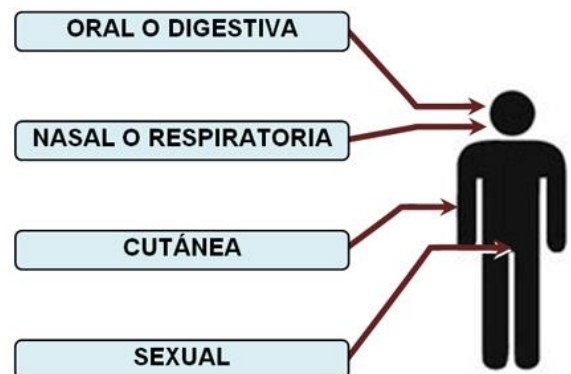 ORAL O DIGESTIVA
NASAL O RESPIRATORIA
CUTÁNEA
SEXUAL